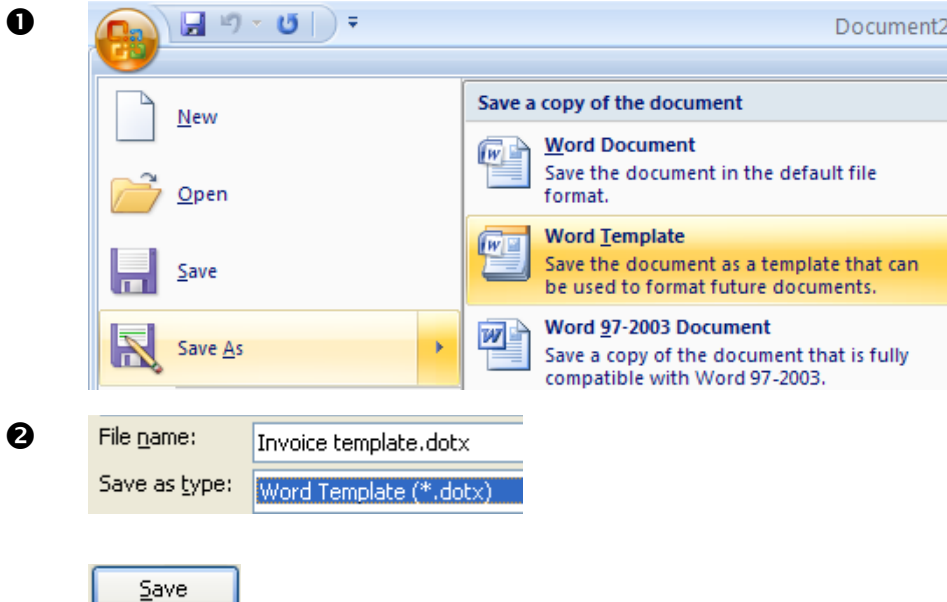 ❶
Document2
New
Save a copy of the document
Word Document
Save the document in the default file
format.
Open
Word Template
Save the document as a template that can
be used to format future documents.
Save
Word 97-2003 Document
Save a copy of the document that is fully
compatible with Word 97-2003.
Save As
❷
File name: Invoice template.dotx
Save as type: Word Template (*.dotx)
Save